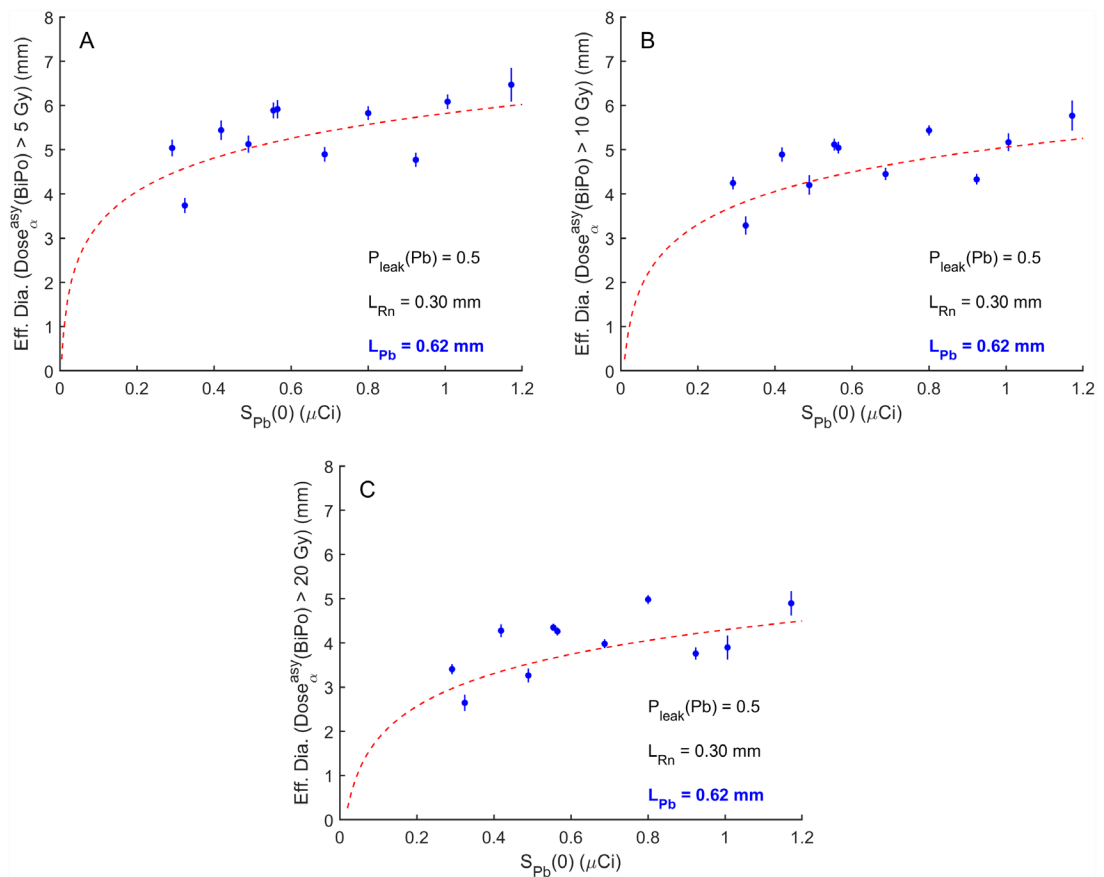 A
Eff. Dia. (Dose_α^asy(BiPo) > 5 Gy) (mm)
8
7
6
5
4
3
2
1
0
P_leak(Pb) = 0.5
L_Rn = 0.30 mm
L_Pb = 0.62 mm
0 0.2 0.4 0.6 0.8 1 1.2
S_Pb(0) (μCi)
B
Eff. Dia. (Dose_α^asy(BiPo) > 10 Gy) (mm)
8
7
6
5
4
3
2
1
0
P_leak(Pb) = 0.5
L_Rn = 0.30 mm
L_Pb = 0.62 mm
0 0.2 0.4 0.6 0.8 1 1.2
S_Pb(0) (μCi)
C
Eff. Dia. (Dose_α^asy(BiPo) > 20 Gy) (mm)
8
7
6
5
4
3
2
1
0
P_leak(Pb) = 0.5
L_Rn = 0.30 mm
L_Pb = 0.62 mm
0 0.2 0.4 0.6 0.8 1 1.2
S_Pb(0) (μCi)